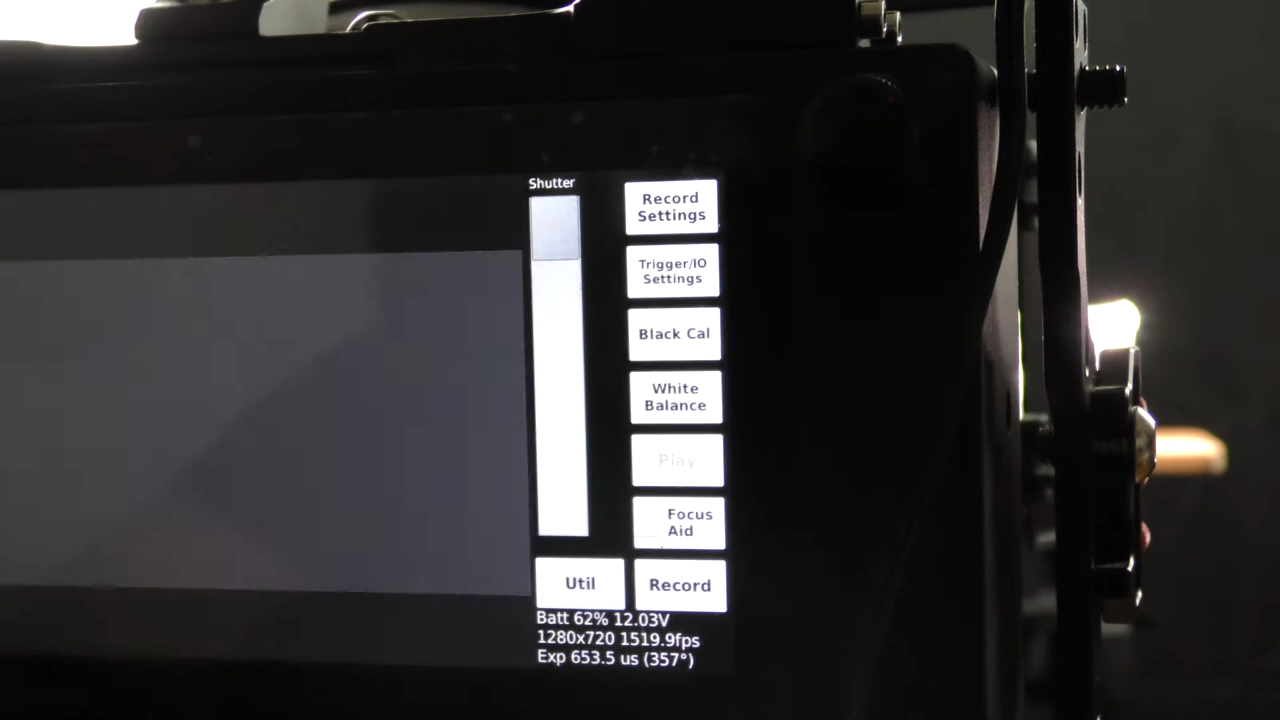 Shutter
Record
Settings
Trigger/IO
Settings
Black Cal
White
Balance
Play
Focus
Aid
Util
Record
Batt 62% 12.03V
1280x720 1519.9fps
Exp 653.5 us (357°)